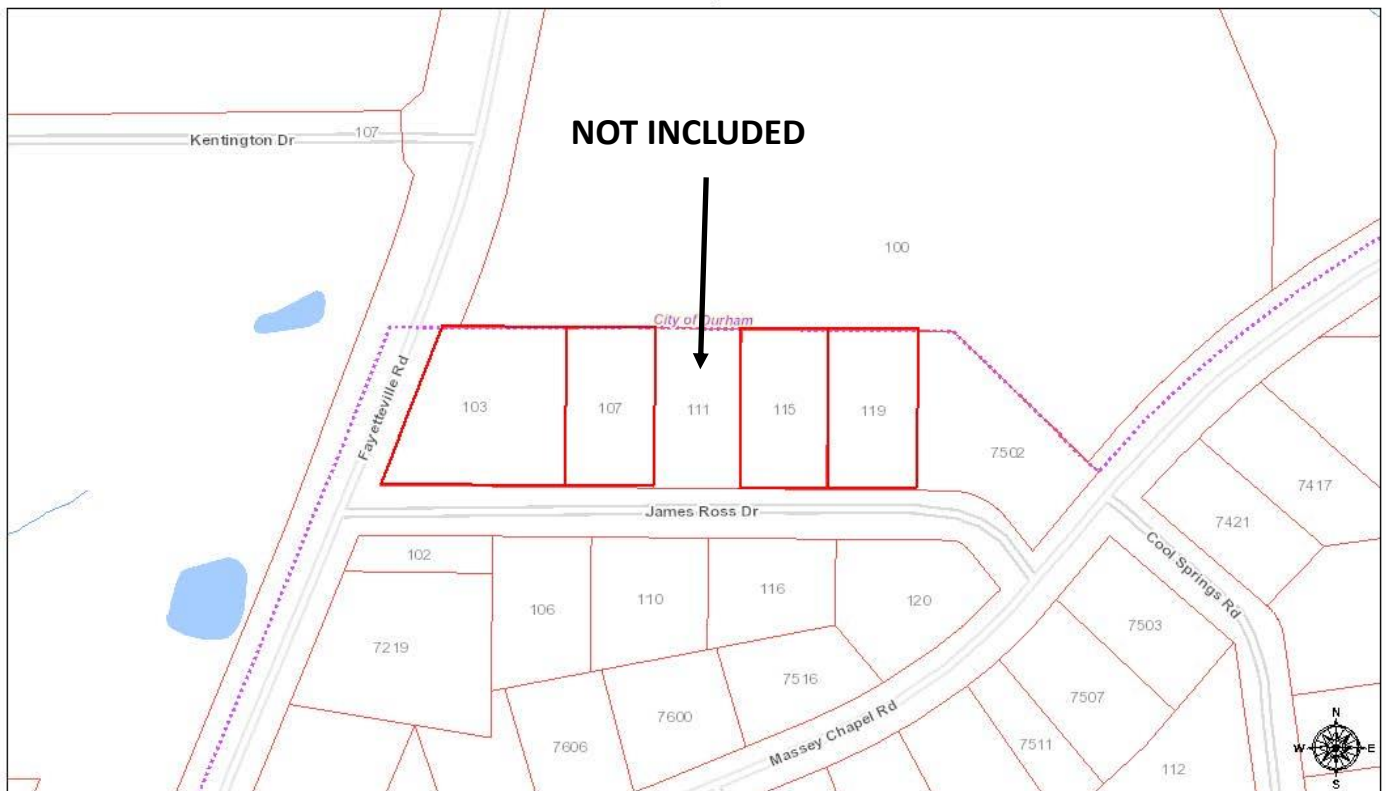 NOT INCLUDED
Kentington Dr
107
100
City of Durham
Fayetteville Rd
103
107
111
115
119
7502
7417
7421
James Ross Dr
Cool Springs Rd
102
106
110
116
120
7503
7219
7516
7507
7600
Massey Chapel Rd
7606
7511
112
N
W
E
S